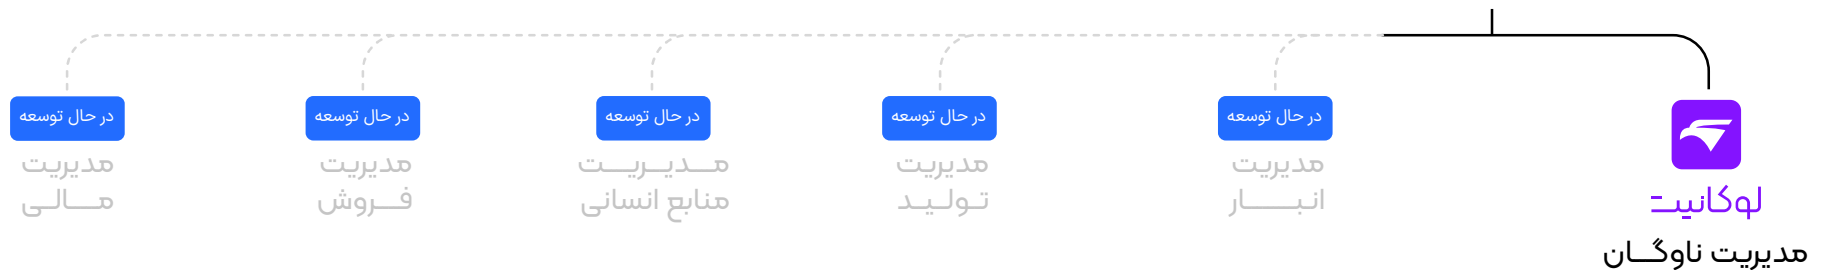 لوکانیت
مدیریت ناوگان
در حال توسعه
مدیریت
انبار
در حال توسعه
مدیریت
تولید
در حال توسعه
مدیریت
منابع انسانی
در حال توسعه
مدیریت
فروش
در حال توسعه
مدیریت
مالی